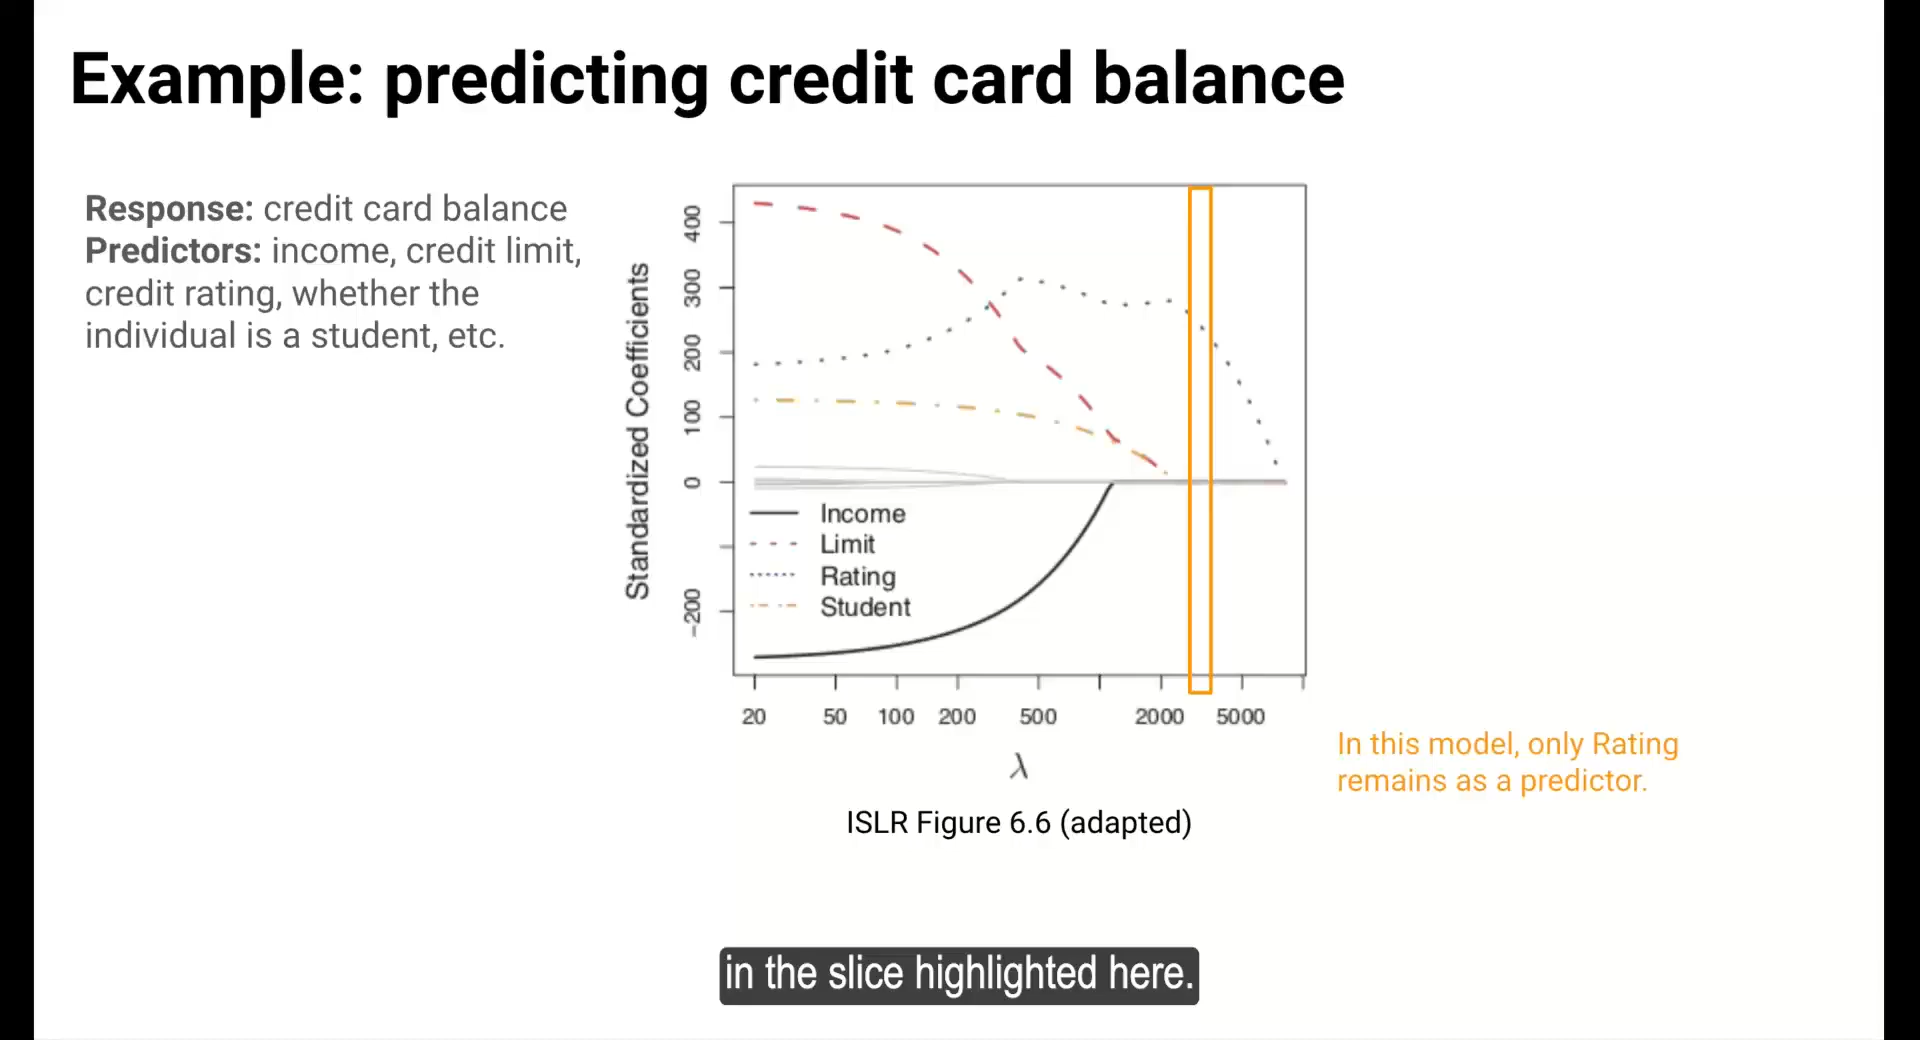 Example: predicting credit card balance
Response: credit card balance
Predictors: income, credit limit,
credit rating, whether the
individual is a student, etc.
Standardized Coefficients
400
300
200
100
0
-200
Income
Limit
Rating
Student
20 50 100 200 500 2000 5000
λ
ISLR Figure 6.6 (adapted)
In this model, only Rating
remains as a predictor.
in the slice highlighted here.